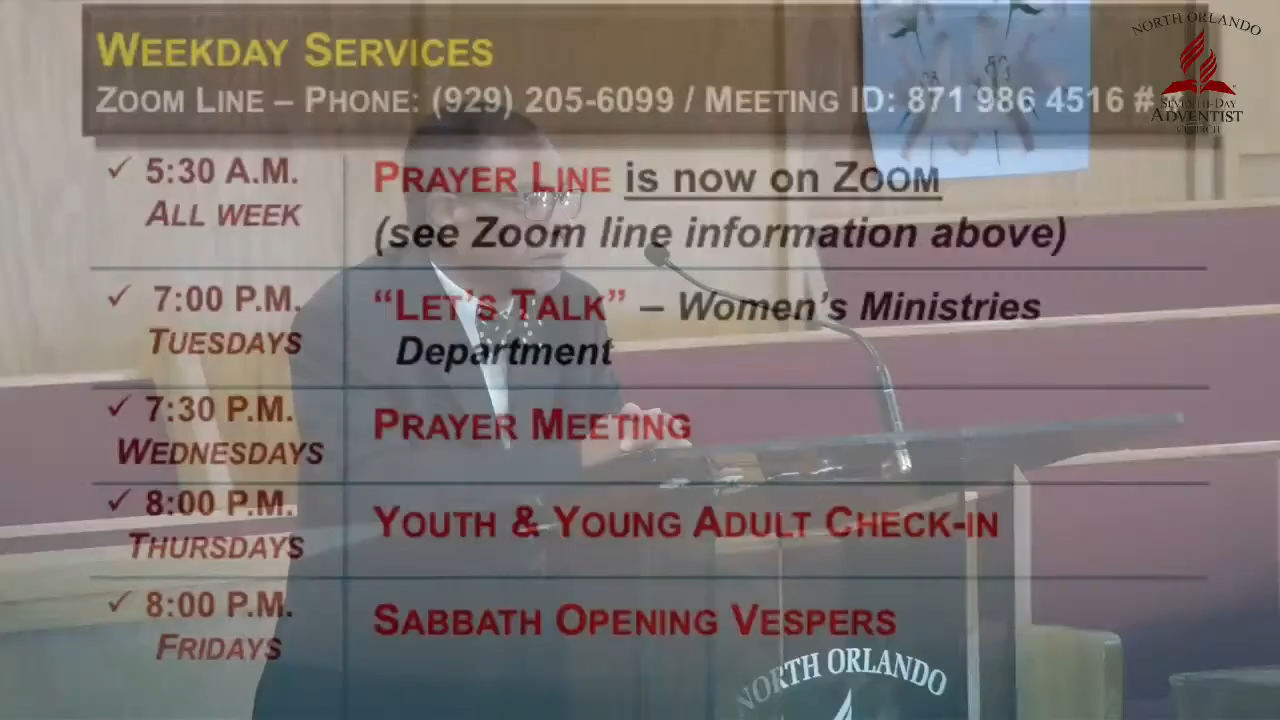 WEEKDAY SERVICES
ZOOM LINE – PHONE: (929) 205-6099 / MEETING ID: 871 986 4516 #
NORTH ORLANDO
SEVENTH-DAY
ADVENTIST
CHURCH
✓ 5:30 A.M.
ALL WEEK
PRAYER LINE is now on ZOOM
(see Zoom line information above)
✓ 7:00 P.M.
TUESDAYS
“LET’S TALK” – Women’s Ministries
Department
✓ 7:30 P.M.
WEDNESDAYS
PRAYER MEETING
✓ 8:00 P.M.
THURSDAYS
YOUTH & YOUNG ADULT CHECK-IN
✓ 8:00 P.M.
FRIDAYS
SABBATH OPENING VESPERS
NORTH ORLANDO